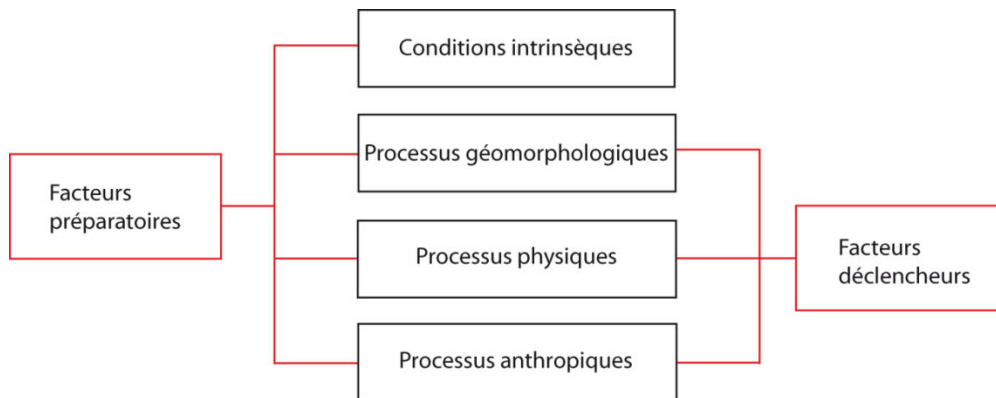 Conditions intrinsèques
Processus géomorphologiques
Facteurs
préparatoires
Processus physiques
Facteurs
déclencheurs
Processus anthropiques